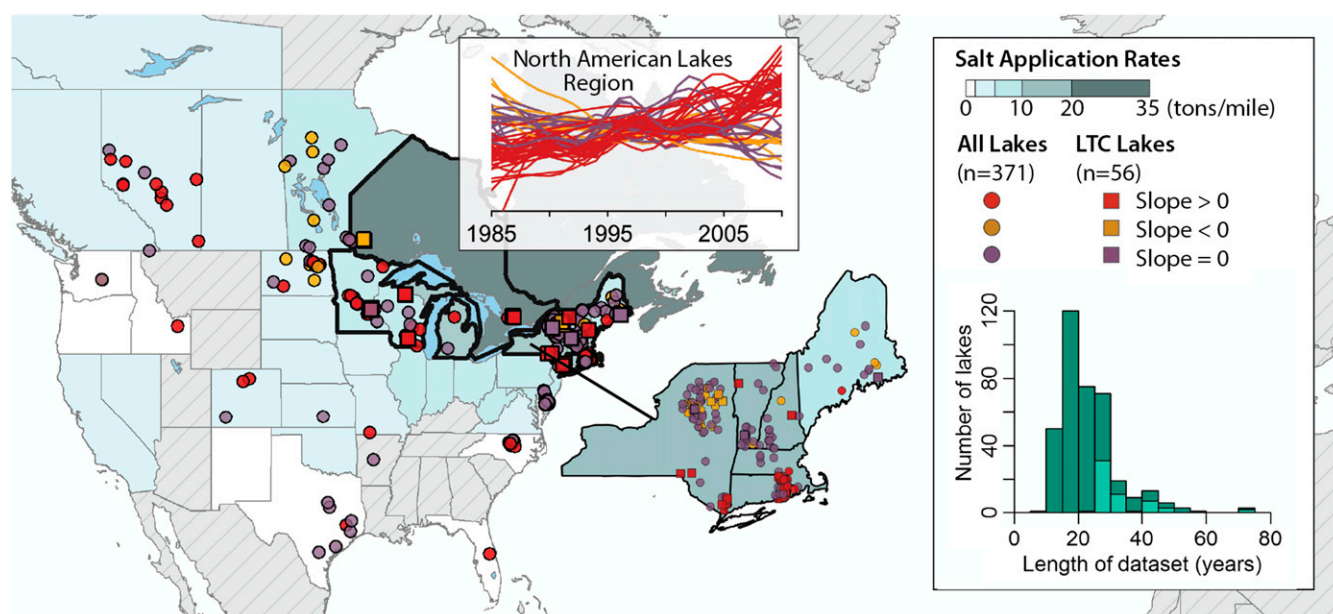 North American Lakes
Region
1985
1995
2005
Salt Application Rates
0
10
20
35 (tons/mile)
All Lakes
LTC Lakes
(n=371)
(n=56)
Slope > 0
Slope < 0
Slope = 0
Number of lakes
120
80
40
0
0
20
40
60
80
Length of dataset (years)